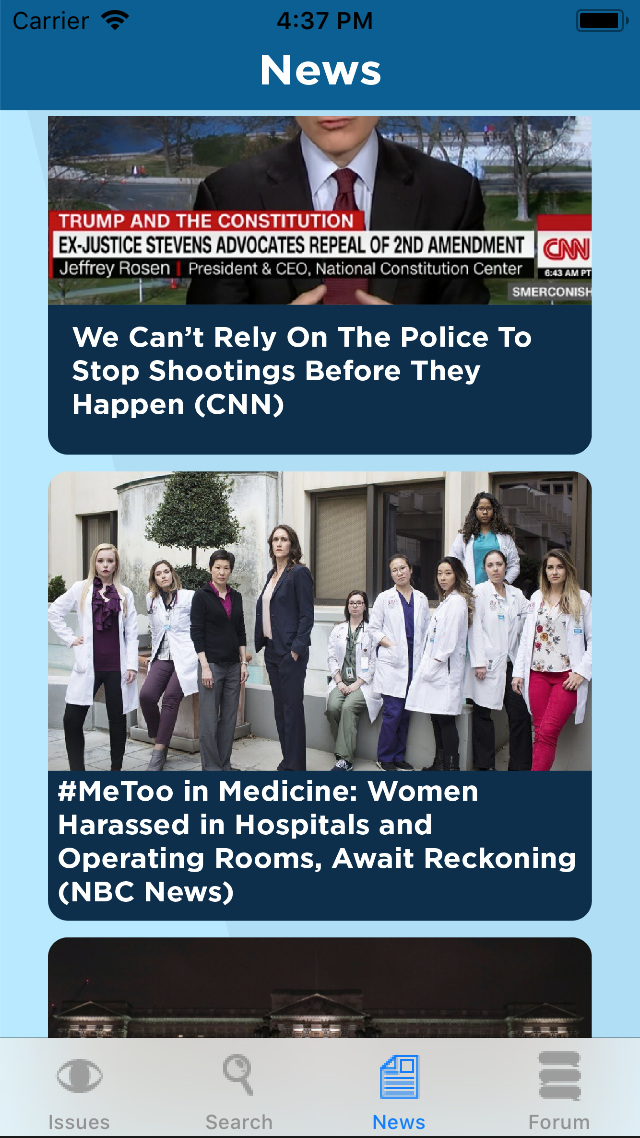 Carrier 4:37 PM
News
TRUMP AND THE CONSTITUTION
EX-JUSTICE STEVENS ADVOCATES REPEAL OF 2ND AMENDMENT
CNN
Jeffrey Rosen | President & CEO, National Constitution Center
6:43 AM PT
SMERCONISH
We Can’t Rely On The Police To
Stop Shootings Before They
Happen (CNN)
#MeToo in Medicine: Women
Harassed in Hospitals and
Operating Rooms, Await Reckoning
(NBC News)
Issues Search News Forum